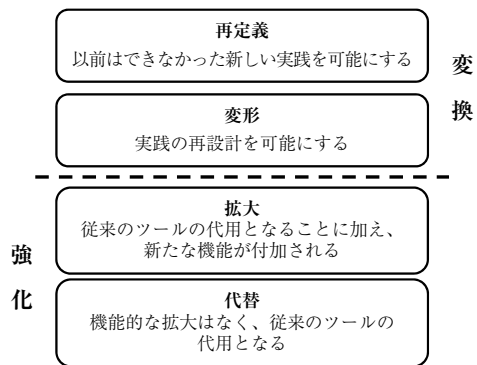 再定義
以前はできなかった新しい実践を可能にする
変形
実践の再設計を可能にする
変換
拡大
従来のツールの代用となることに加え、
新たな機能が付加される
代替
機能的な拡大はなく、従来のツールの
代用となる
強化